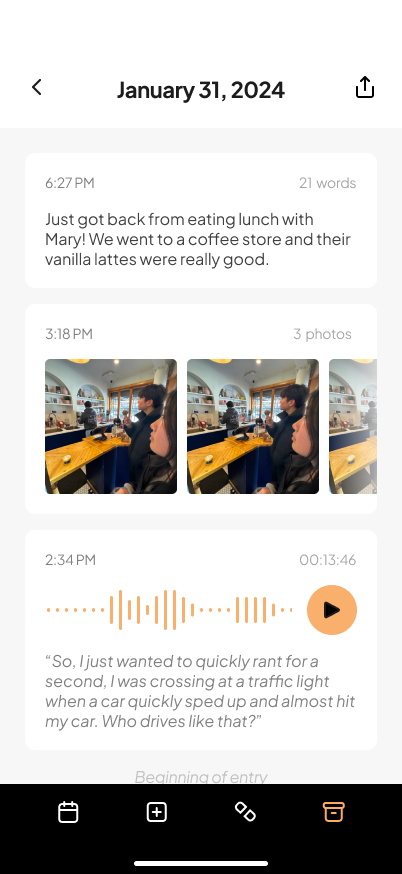 January 31, 2024
6:27 PM
21 words
Just got back from eating lunch with
Mary! We went to a coffee store and their
vanilla lattes were really good.
3:18 PM
3 photos
2:34 PM
00:13:46
“So, I just wanted to quickly rant for a
second, I was crossing at a traffic light
when a car quickly sped up and almost hit
my car. Who drives like that?”
Beginning of entry